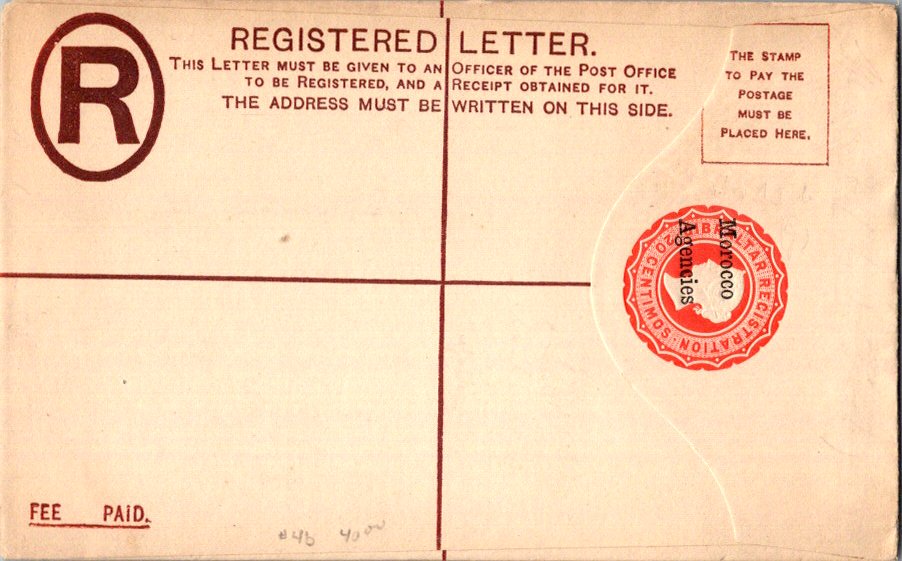 R
REGISTERED LETTER.
THIS LETTER MUST BE GIVEN TO AN OFFICER OF THE POST OFFICE
TO BE REGISTERED, AND A RECEIPT OBTAINED FOR IT.
THE ADDRESS MUST BE WRITTEN ON THIS SIDE.
THE STAMP
TO PAY THE
POSTAGE
MUST BE
PLACED HERE.
GIBRALTAR REGISTRATION
20 CENTIMOS
Morocco
Agencies
FEE PAID.
#4b 40.00